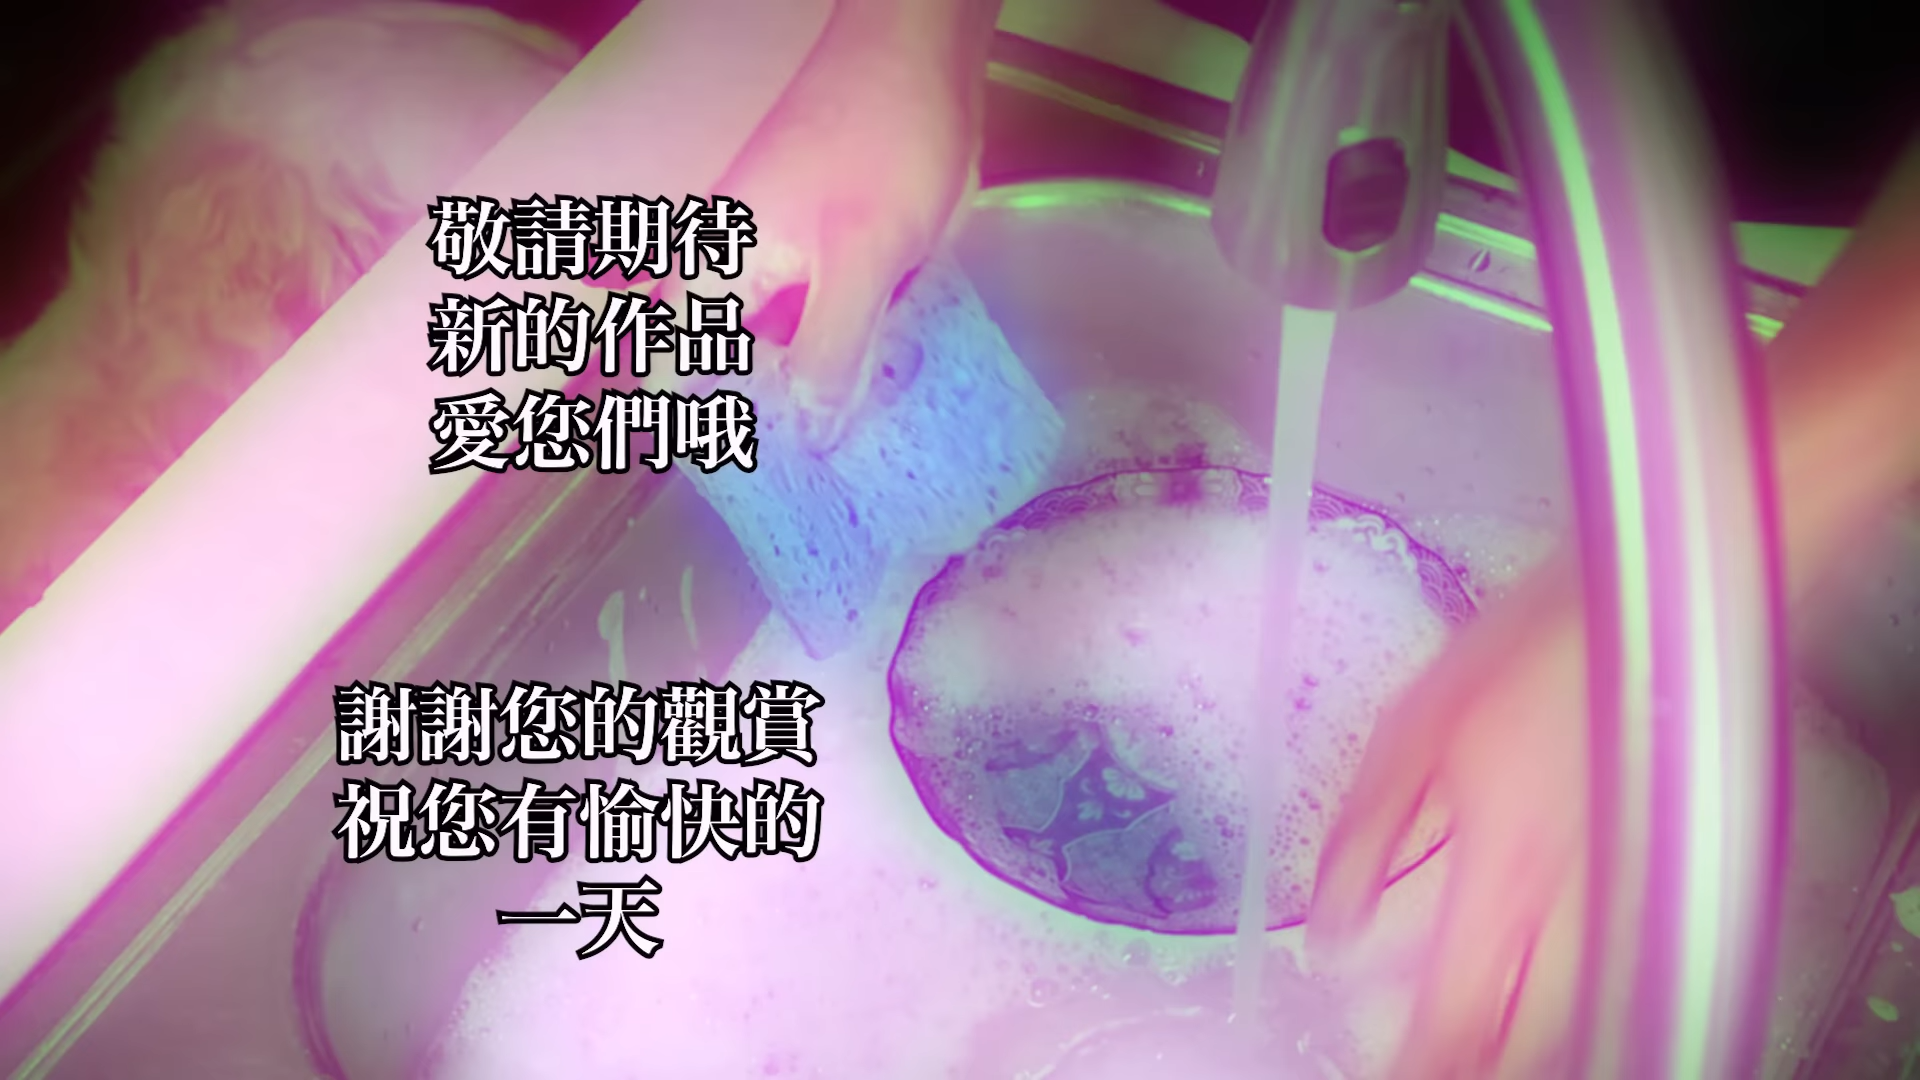 敬請期待
新的作品
愛您們哦
謝謝您的觀賞
祝您有愉快的
一天